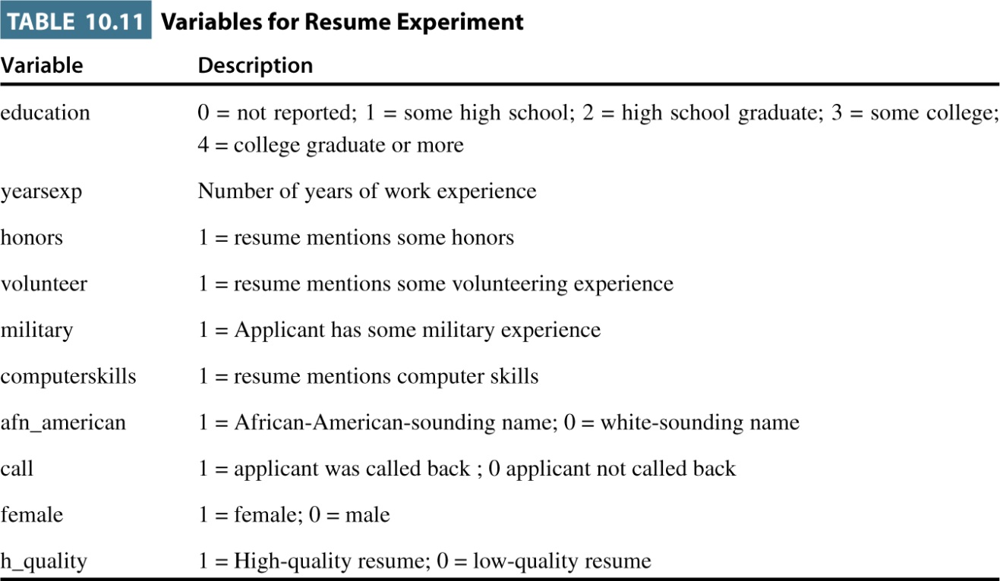 TABLE 10.11 Variables for Resume Experiment
Variable Description
education 0 = not reported; 1 = some high school; 2 = high school graduate; 3 = some college;
4 = college graduate or more
yearsexp Number of years of work experience
honors 1 = resume mentions some honors
volunteer 1 = resume mentions some volunteering experience
military 1 = Applicant has some military experience
computerskills 1 = resume mentions computer skills
afn_american 1 = African-American-sounding name; 0 = white-sounding name
call 1 = applicant was called back ; 0 applicant not called back
female 1 = female; 0 = male
h_quality 1 = High-quality resume; 0 = low-quality resume